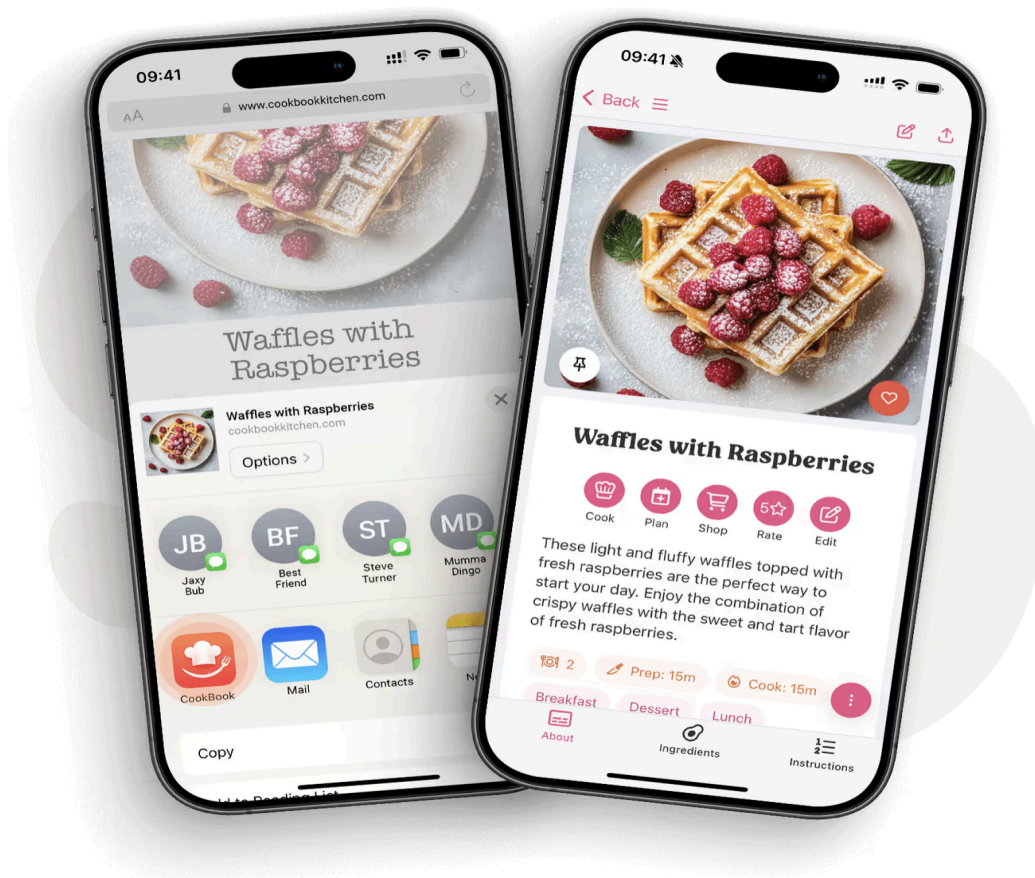 09:41
AA
www.cookbookkitchen.com
Waffles with
Raspberries
Waffles with Raspberries
cookbookkitchen.com
Options
JB
BF
ST
MD
Jaxy
Bub
Best
Friend
Steve
Turner
Mumma
Dingo
CookBook
Mail
Contacts
Copy
Reading List
09:41
Back
Waffles with Raspberries
5
Cook
Plan
Shop
Rate
Edit
These light and fluffy waffles topped with
fresh raspberries are the perfect way to
start your day. Enjoy the combination of
crispy waffles with the sweet and tart flavor
of fresh raspberries.
2
Prep: 15m
Cook: 15m
Breakfast
Dessert
Lunch
About
Ingredients
1
2
Instructions